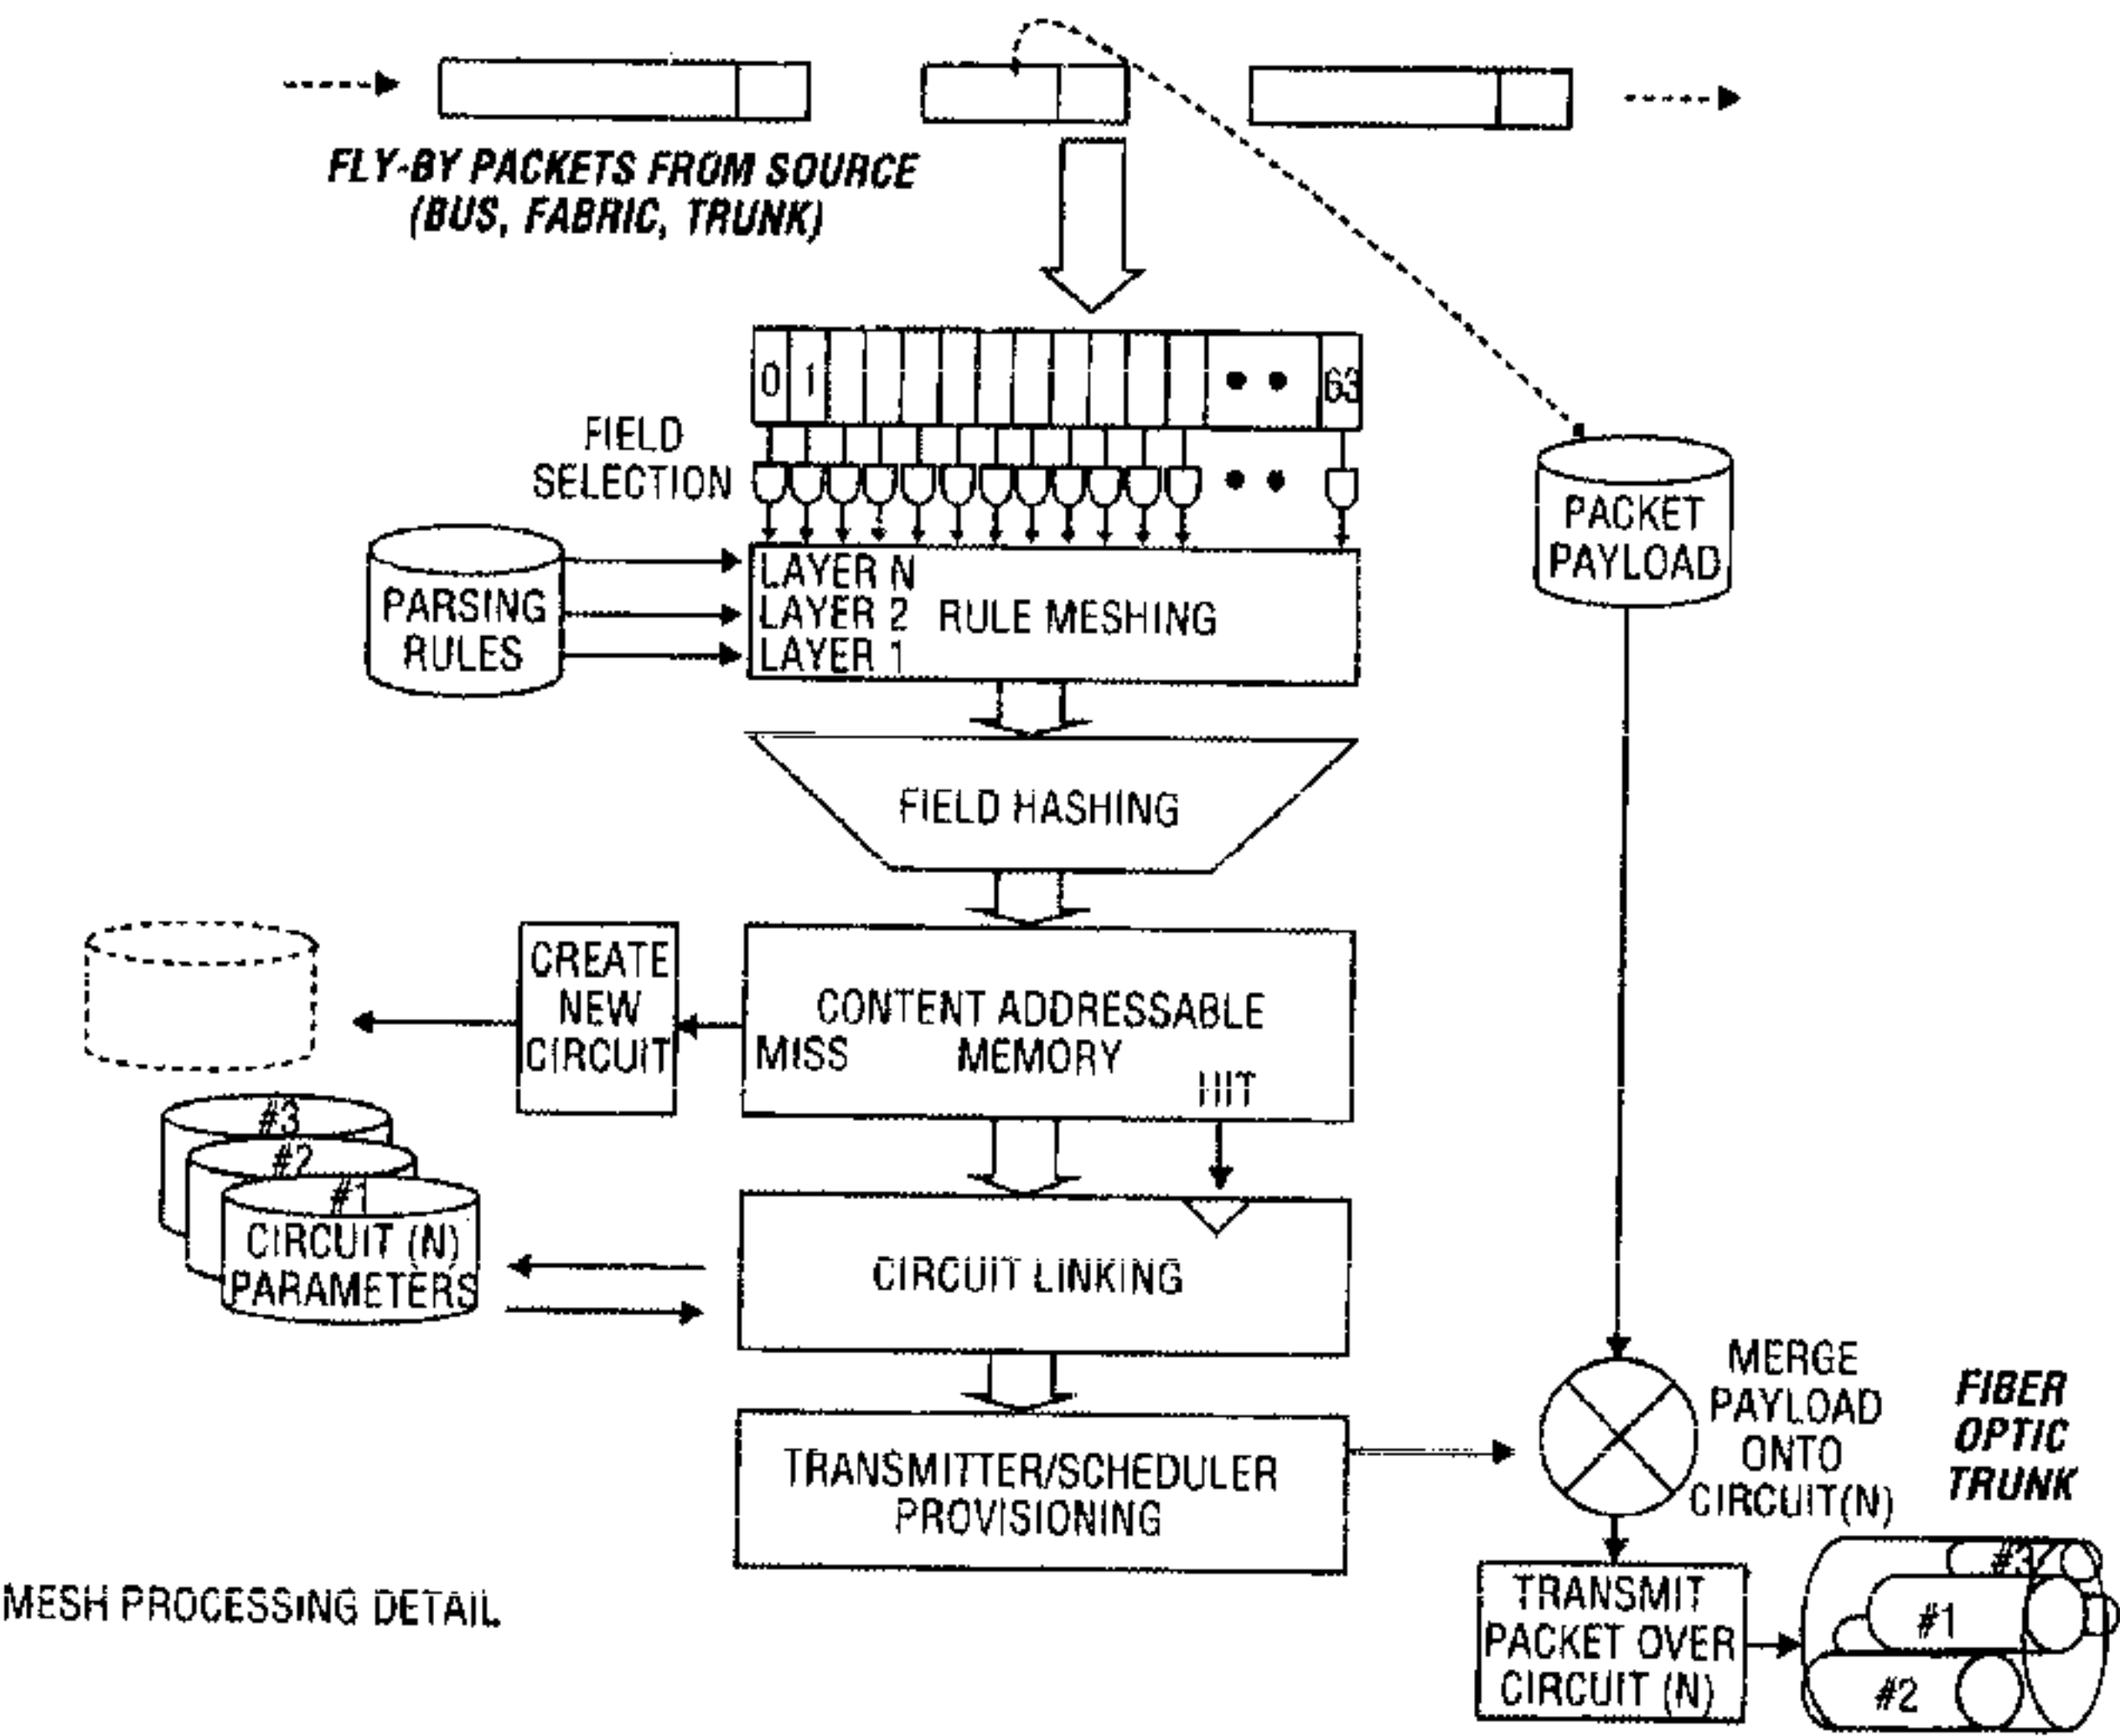 FLY-BY PACKETS FROM SOURCE
(BUS, FABRIC, TRUNK)
0 1 63
FIELD
SELECTION
PACKET
PAYLOAD
PARSING
RULES
LAYER N
LAYER 2 RULE MESHING
LAYER 1
FIELD HASHING
CREATE
NEW
CIRCUIT
CONTENT ADDRESSABLE
MISS MEMORY
HIT
#3
#2
#1
CIRCUIT (N)
PARAMETERS
CIRCUIT LINKING
TRANSMITTER/SCHEDULER
PROVISIONING
MERGE
PAYLOAD
ONTO
CIRCUIT(N)
FIBER
OPTIC
TRUNK
TRANSMIT
PACKET OVER
CIRCUIT (N)
#3
#1
#2
MESH PROCESSING DETAIL